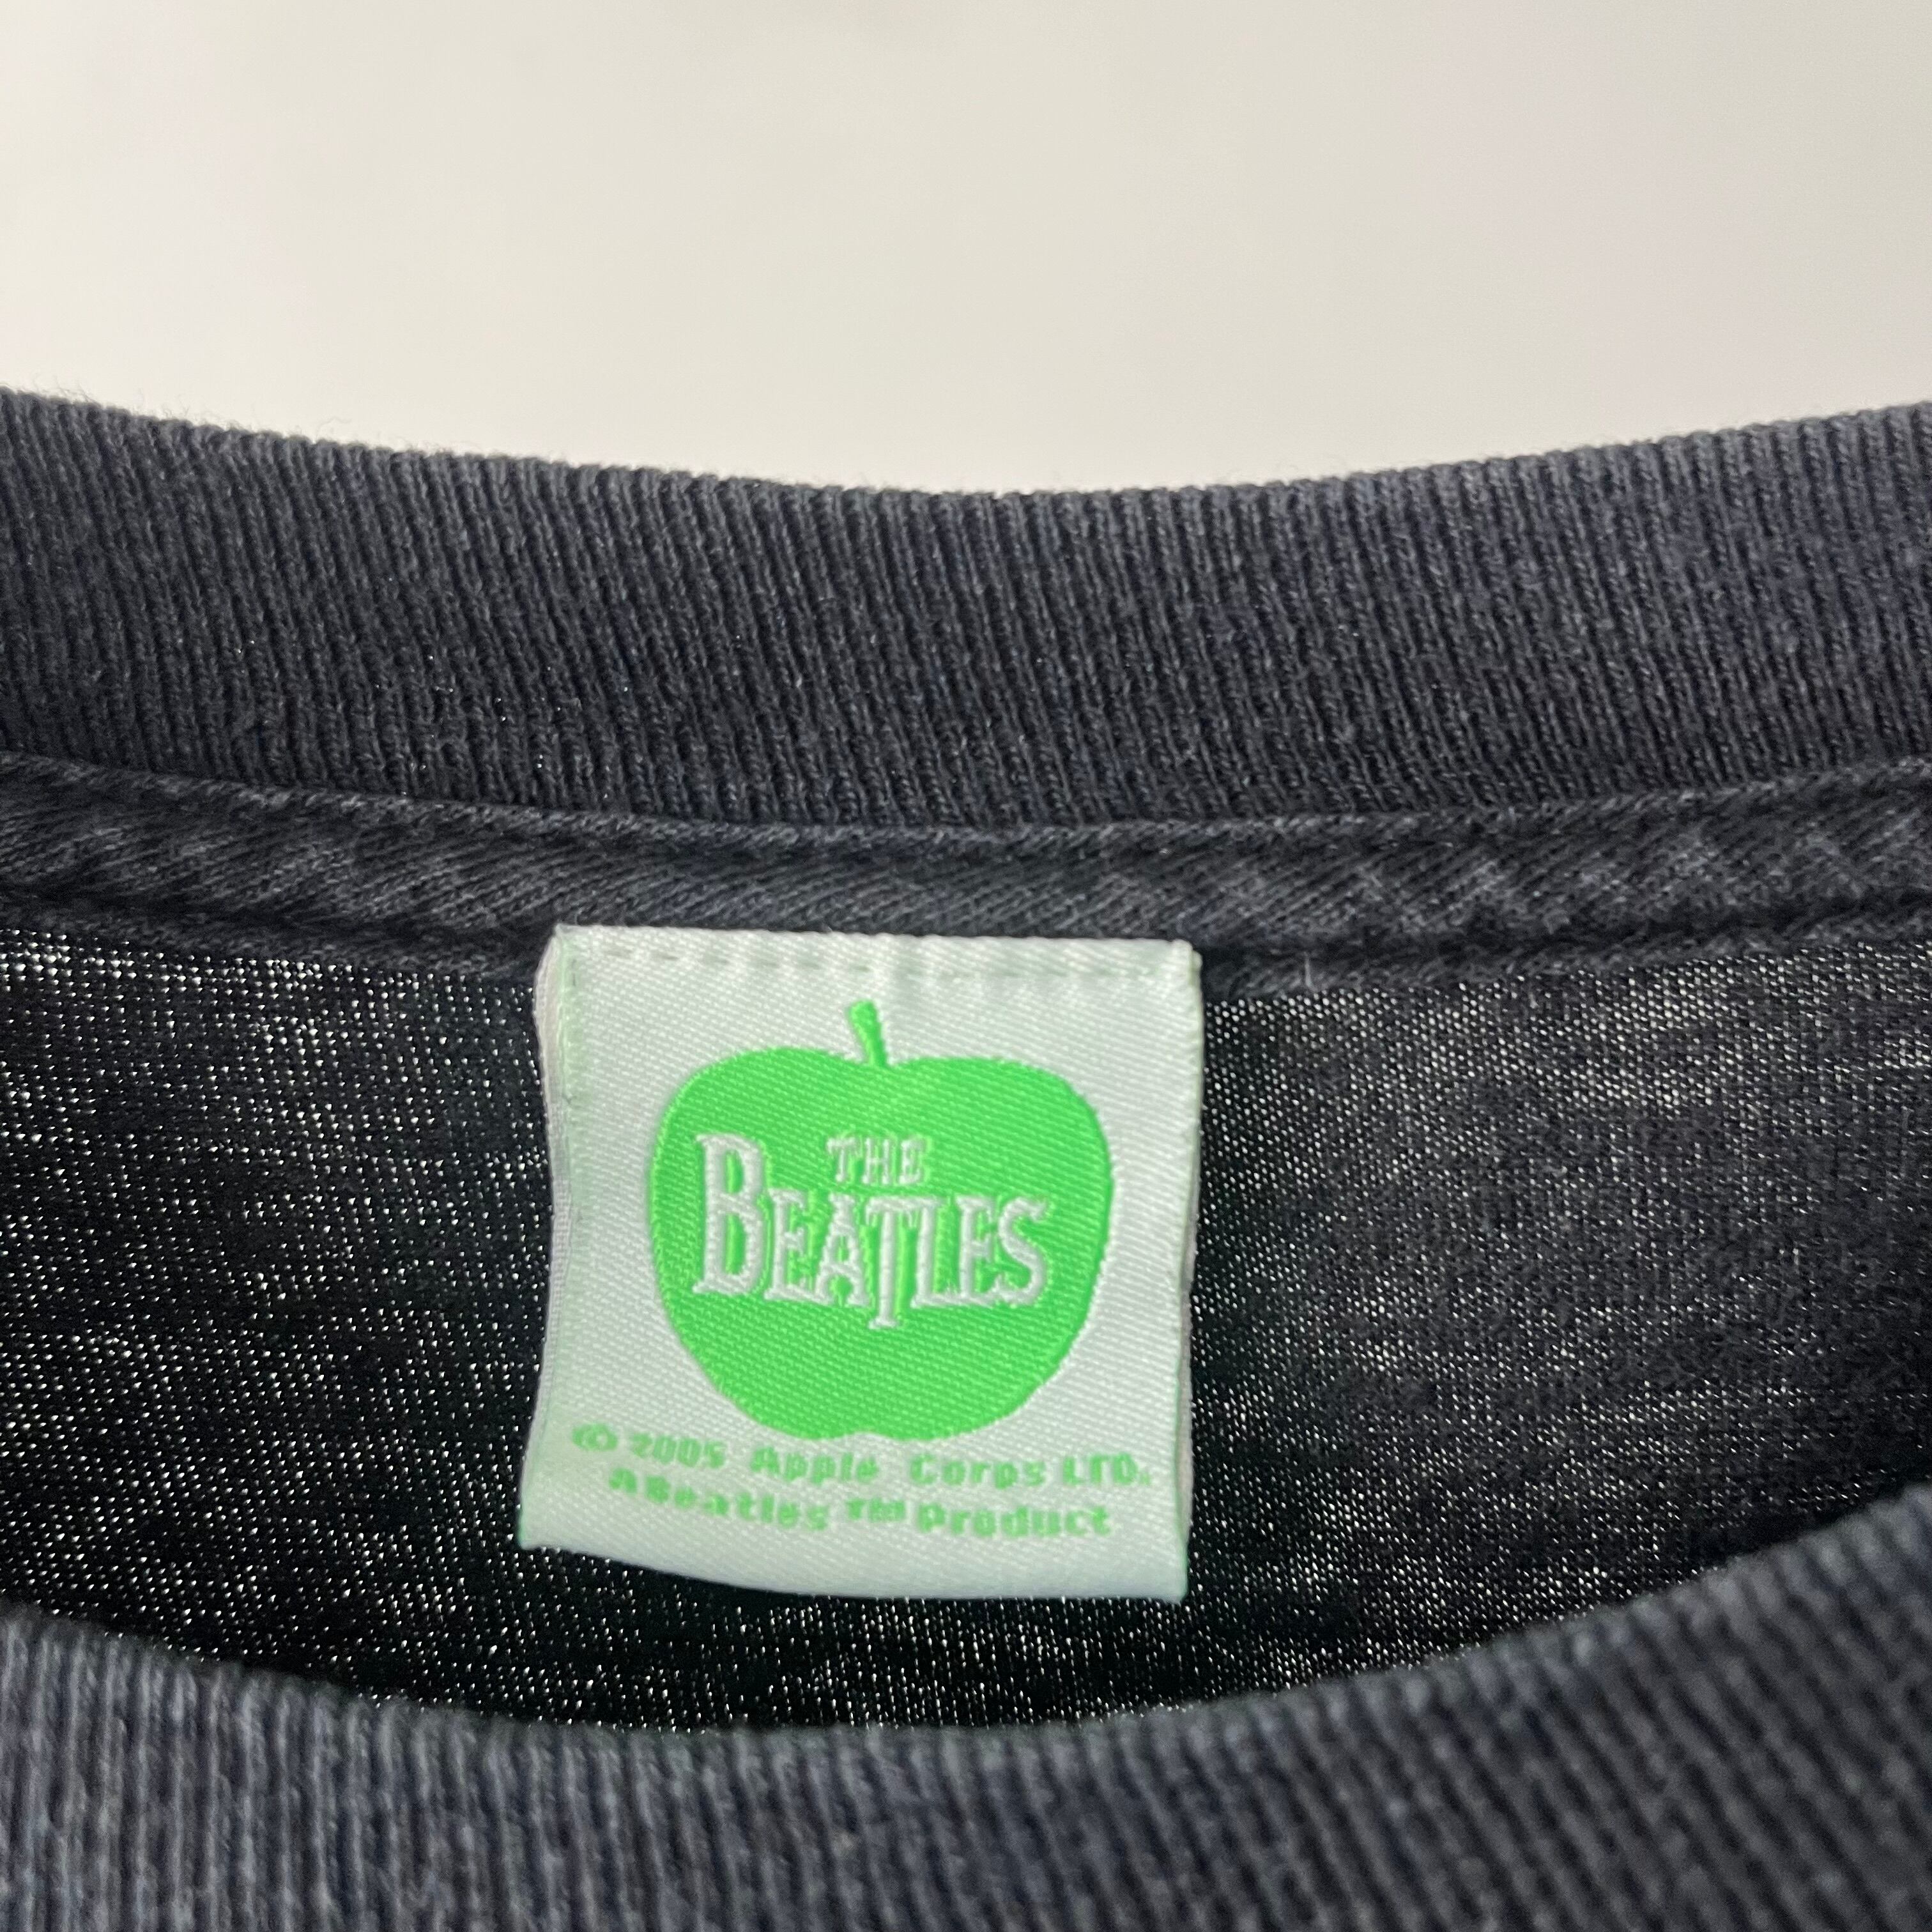 THE
BEATLES
© 2005 Apple Corps LTD.
A Beatles ™ Product